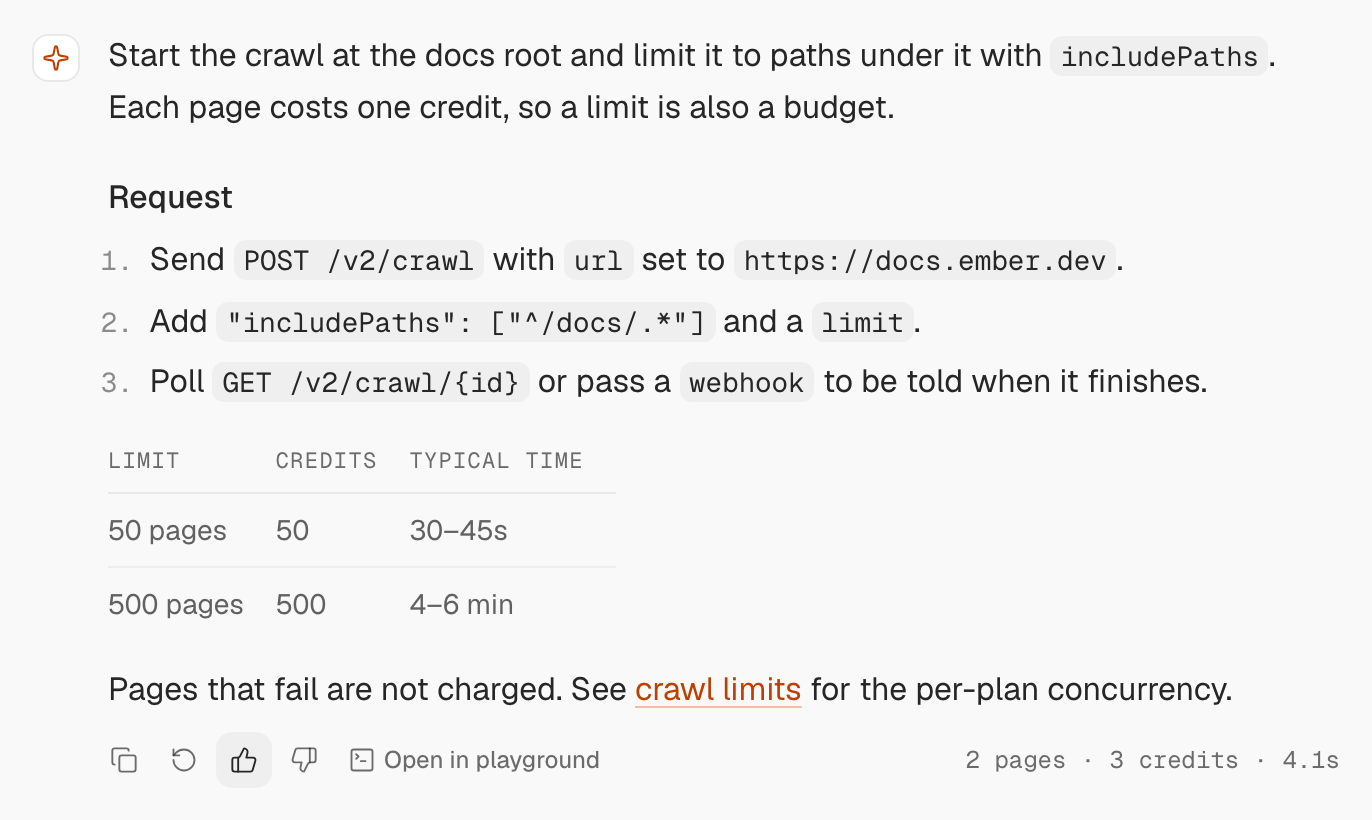 Start the crawl at the docs root and limit it to paths under it with includePaths.
Each page costs one credit, so a limit is also a budget.
Request
1. Send POST /v2/crawl with url set to https://docs.ember.dev.
2. Add "includePaths": ["^/docs/.*"] and a limit.
3. Poll GET /v2/crawl/{id} or pass a webhook to be told when it finishes.
LIMIT CREDITS TYPICAL TIME
50 pages 50 30–45s
500 pages 500 4–6 min
Pages that fail are not charged. See crawl limits for the per-plan concurrency.
Open in playground 2 pages · 3 credits · 4.1s